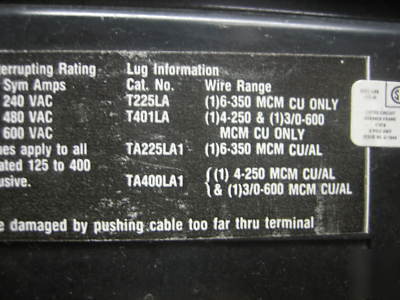 errupting Rating Lug Information
Sym Amps Cat. No. Wire Range
240 VAC T225LA (1)6-350 MCM CU ONLY
480 VAC T401LA (1)4-250 & (1)3/0-600
600 VAC MCM CU ONLY
ues apply to all TA225LA1 (1)6-350 MCM CU/AL
ated 125 to 400
usive. TA400LA1 {(1) 4-250 MCM CU/AL
& (1)3/0-600 MCM CU/AL
e damaged by pushing cable too far thru terminal